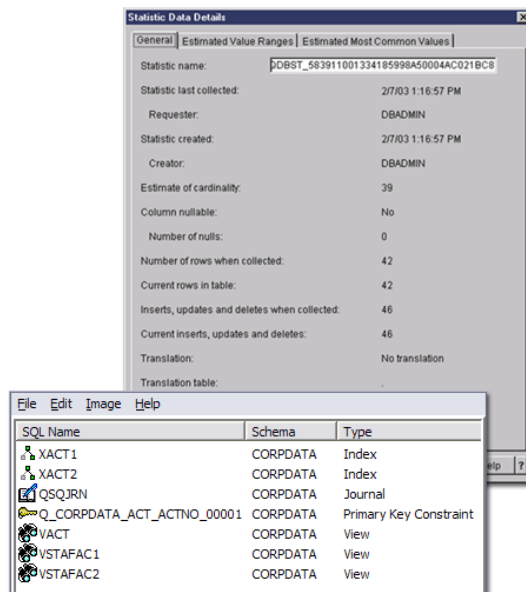 Statistic Data Details
General Estimated Value Ranges Estimated Most Common Values
Statistic name: QDBST_583911001334185998A50004AC021BC8
Statistic last collected: 2/7/03 1:16:57 PM
Requester: DBADMIN
Statistic created: 2/7/03 1:16:57 PM
Creator: DBADMIN
Estimate of cardinality: 39
Column nullable: No
Number of nulls: 0
Number of rows when collected: 42
Current rows in table: 42
Inserts, updates and deletes when collected: 46
Current inserts, updates and deletes: 46
Translation: No translation
Translation table: .
elp ?
File Edit Image Help
SQL Name Schema Type
XACT1 CORPDATA Index
XACT2 CORPDATA Index
QSQJRN CORPDATA Journal
Q_CORPDATA_ACT_ACTNO_00001 CORPDATA Primary Key Constraint
VACT CORPDATA View
VSTAFAC1 CORPDATA View
VSTAFAC2 CORPDATA View